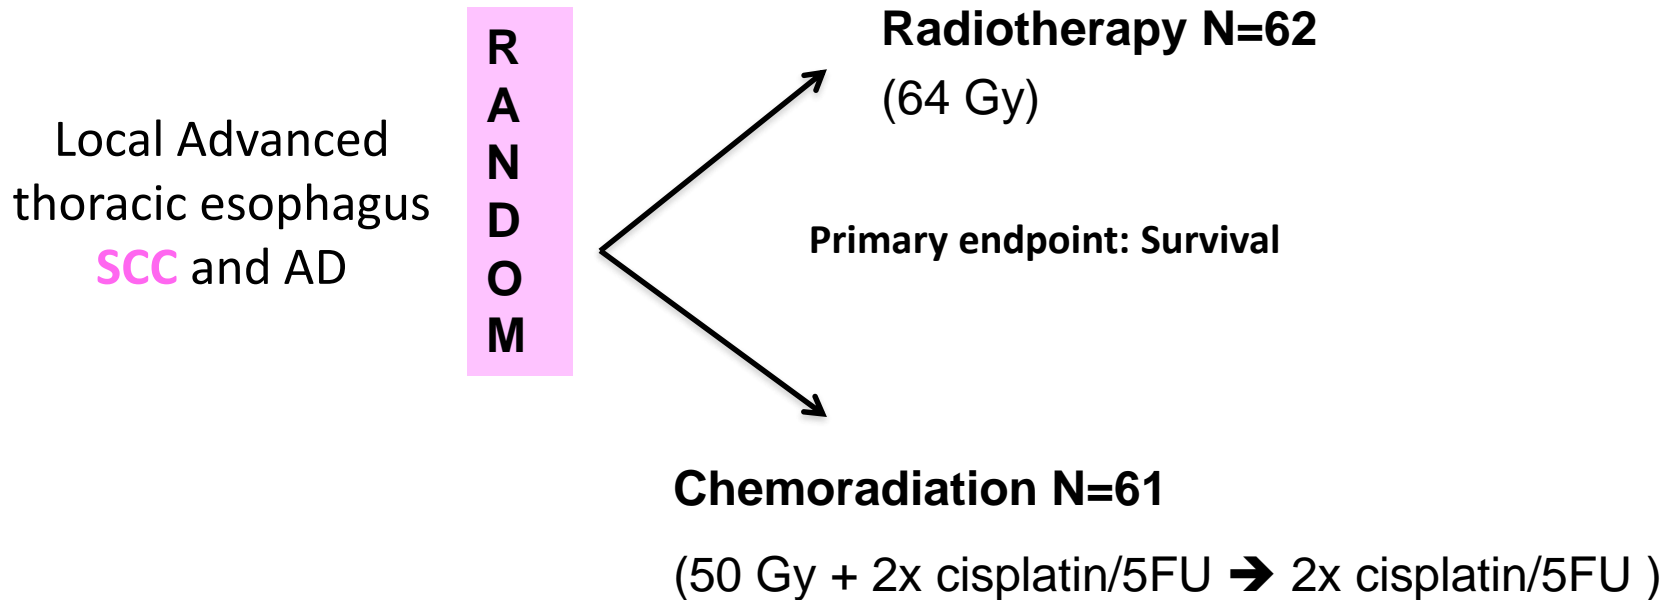 Local Advanced
thoracic esophagus
SCC and AD
R
A
N
D
O
M
Radiotherapy N=62
(64 Gy)
Primary endpoint: Survival
Chemoradiation N=61
(50 Gy + 2x cisplatin/5FU ➔ 2x cisplatin/5FU )